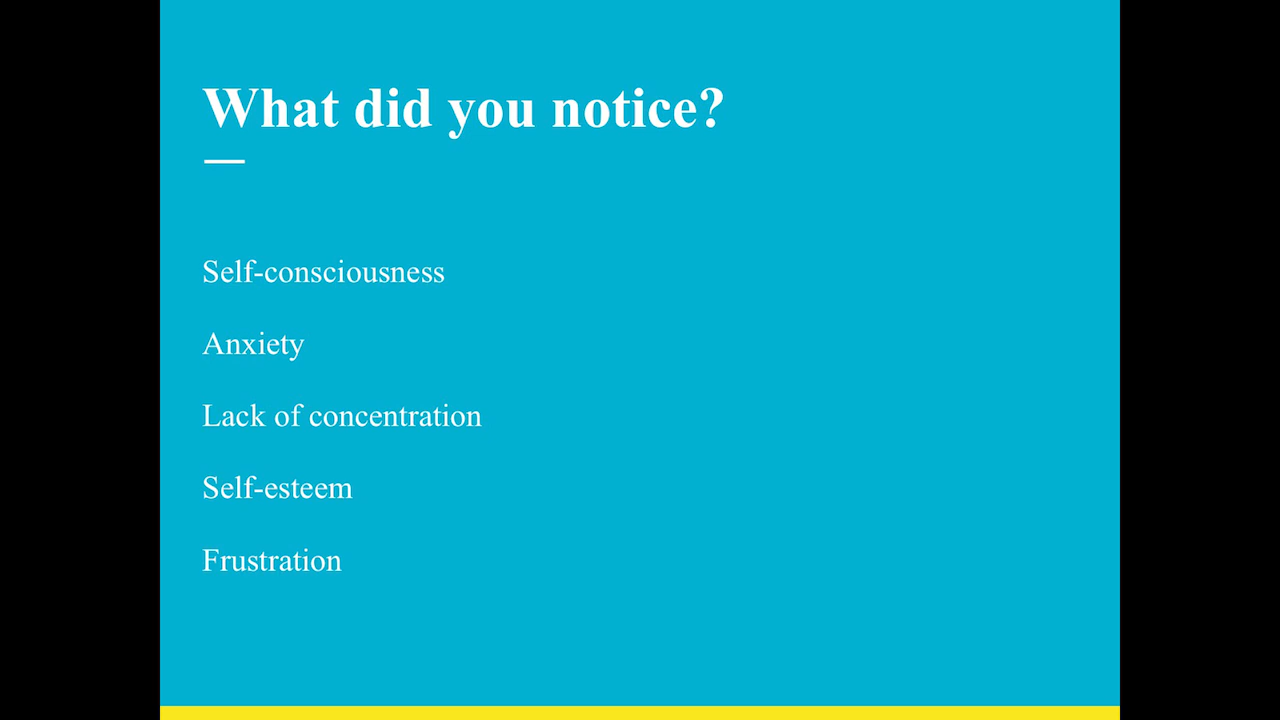 What did you notice?
Self-consciousness
Anxiety
Lack of concentration
Self-esteem
Frustration